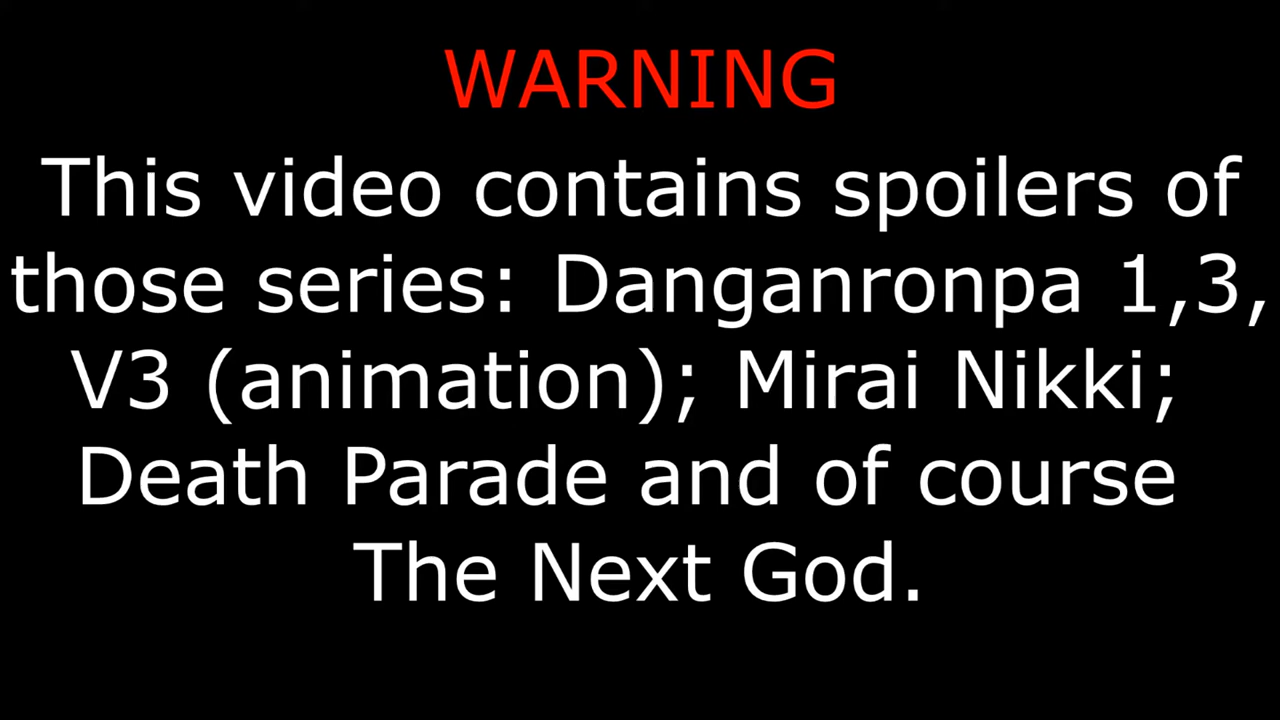 WARNING
This video contains spoilers of
those series: Danganronpa 1,3,
V3 (animation); Mirai Nikki;
Death Parade and of course
The Next God.